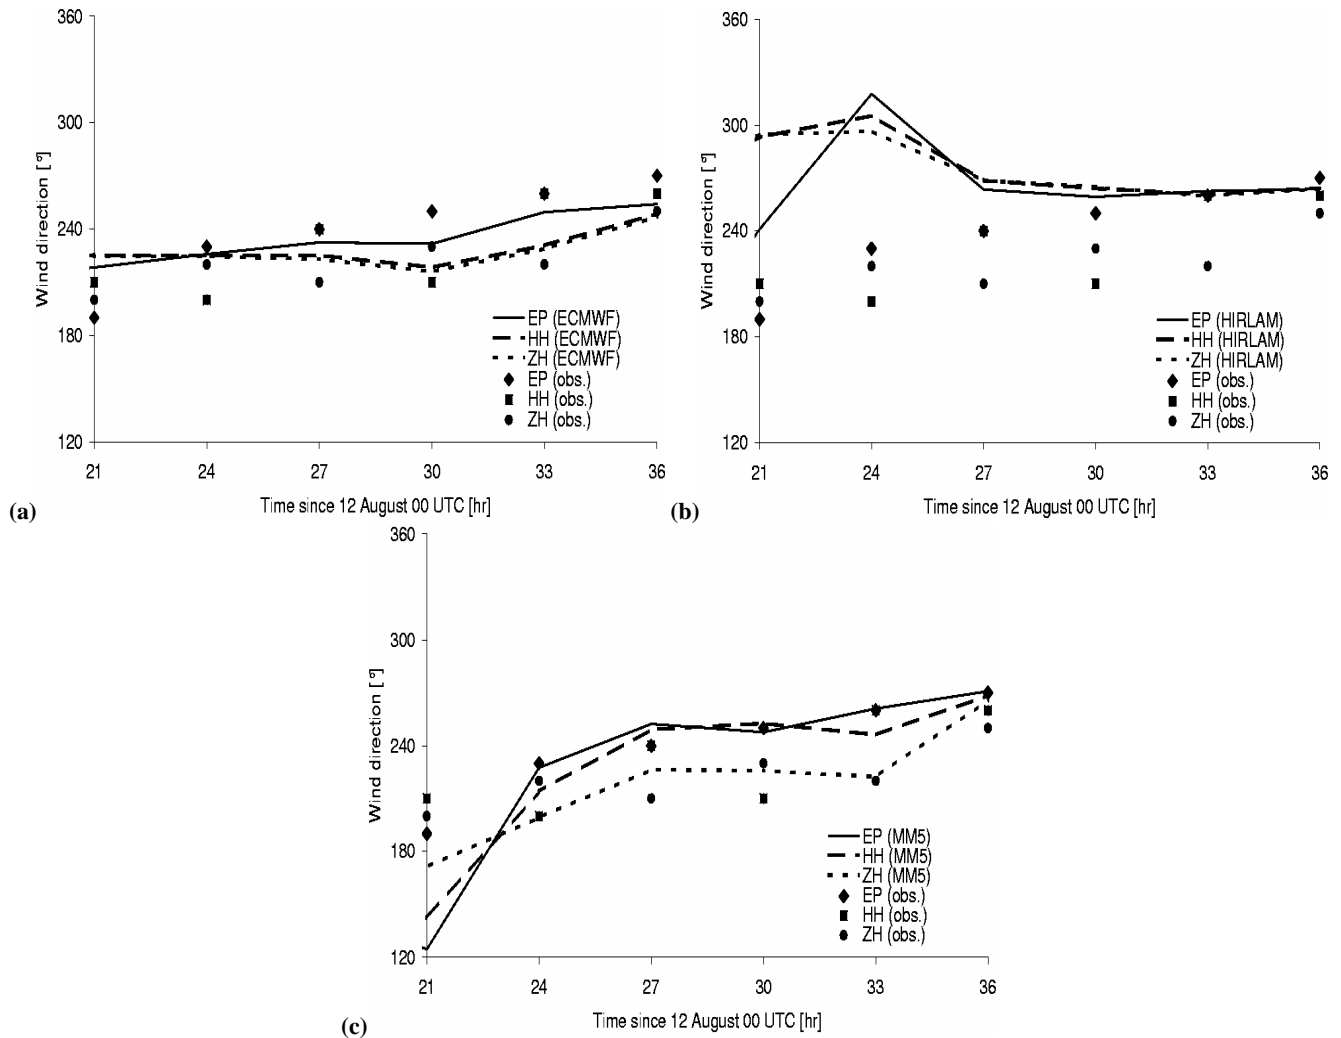 360
300
240
180
120
Wind direction [º]
21 24 27 30 33 36
Time since 12 August 00 UTC [hr]
EP (ECMWF)
HH (ECMWF)
ZH (ECMWF)
EP (obs.)
HH (obs.)
ZH (obs.)
(a)
360
300
240
180
120
Wind direction [º]
21 24 27 30 33 36
Time since 12 August 00 UTC [hr]
EP (HIRLAM)
HH (HIRLAM)
ZH (HIRLAM)
EP (obs.)
HH (obs.)
ZH (obs.)
(b)
360
300
240
180
120
Wind direction [º]
21 24 27 30 33 36
Time since 12 August 00 UTC [hr]
EP (MM5)
HH (MM5)
ZH (MM5)
EP (obs.)
HH (obs.)
ZH (obs.)
(c)